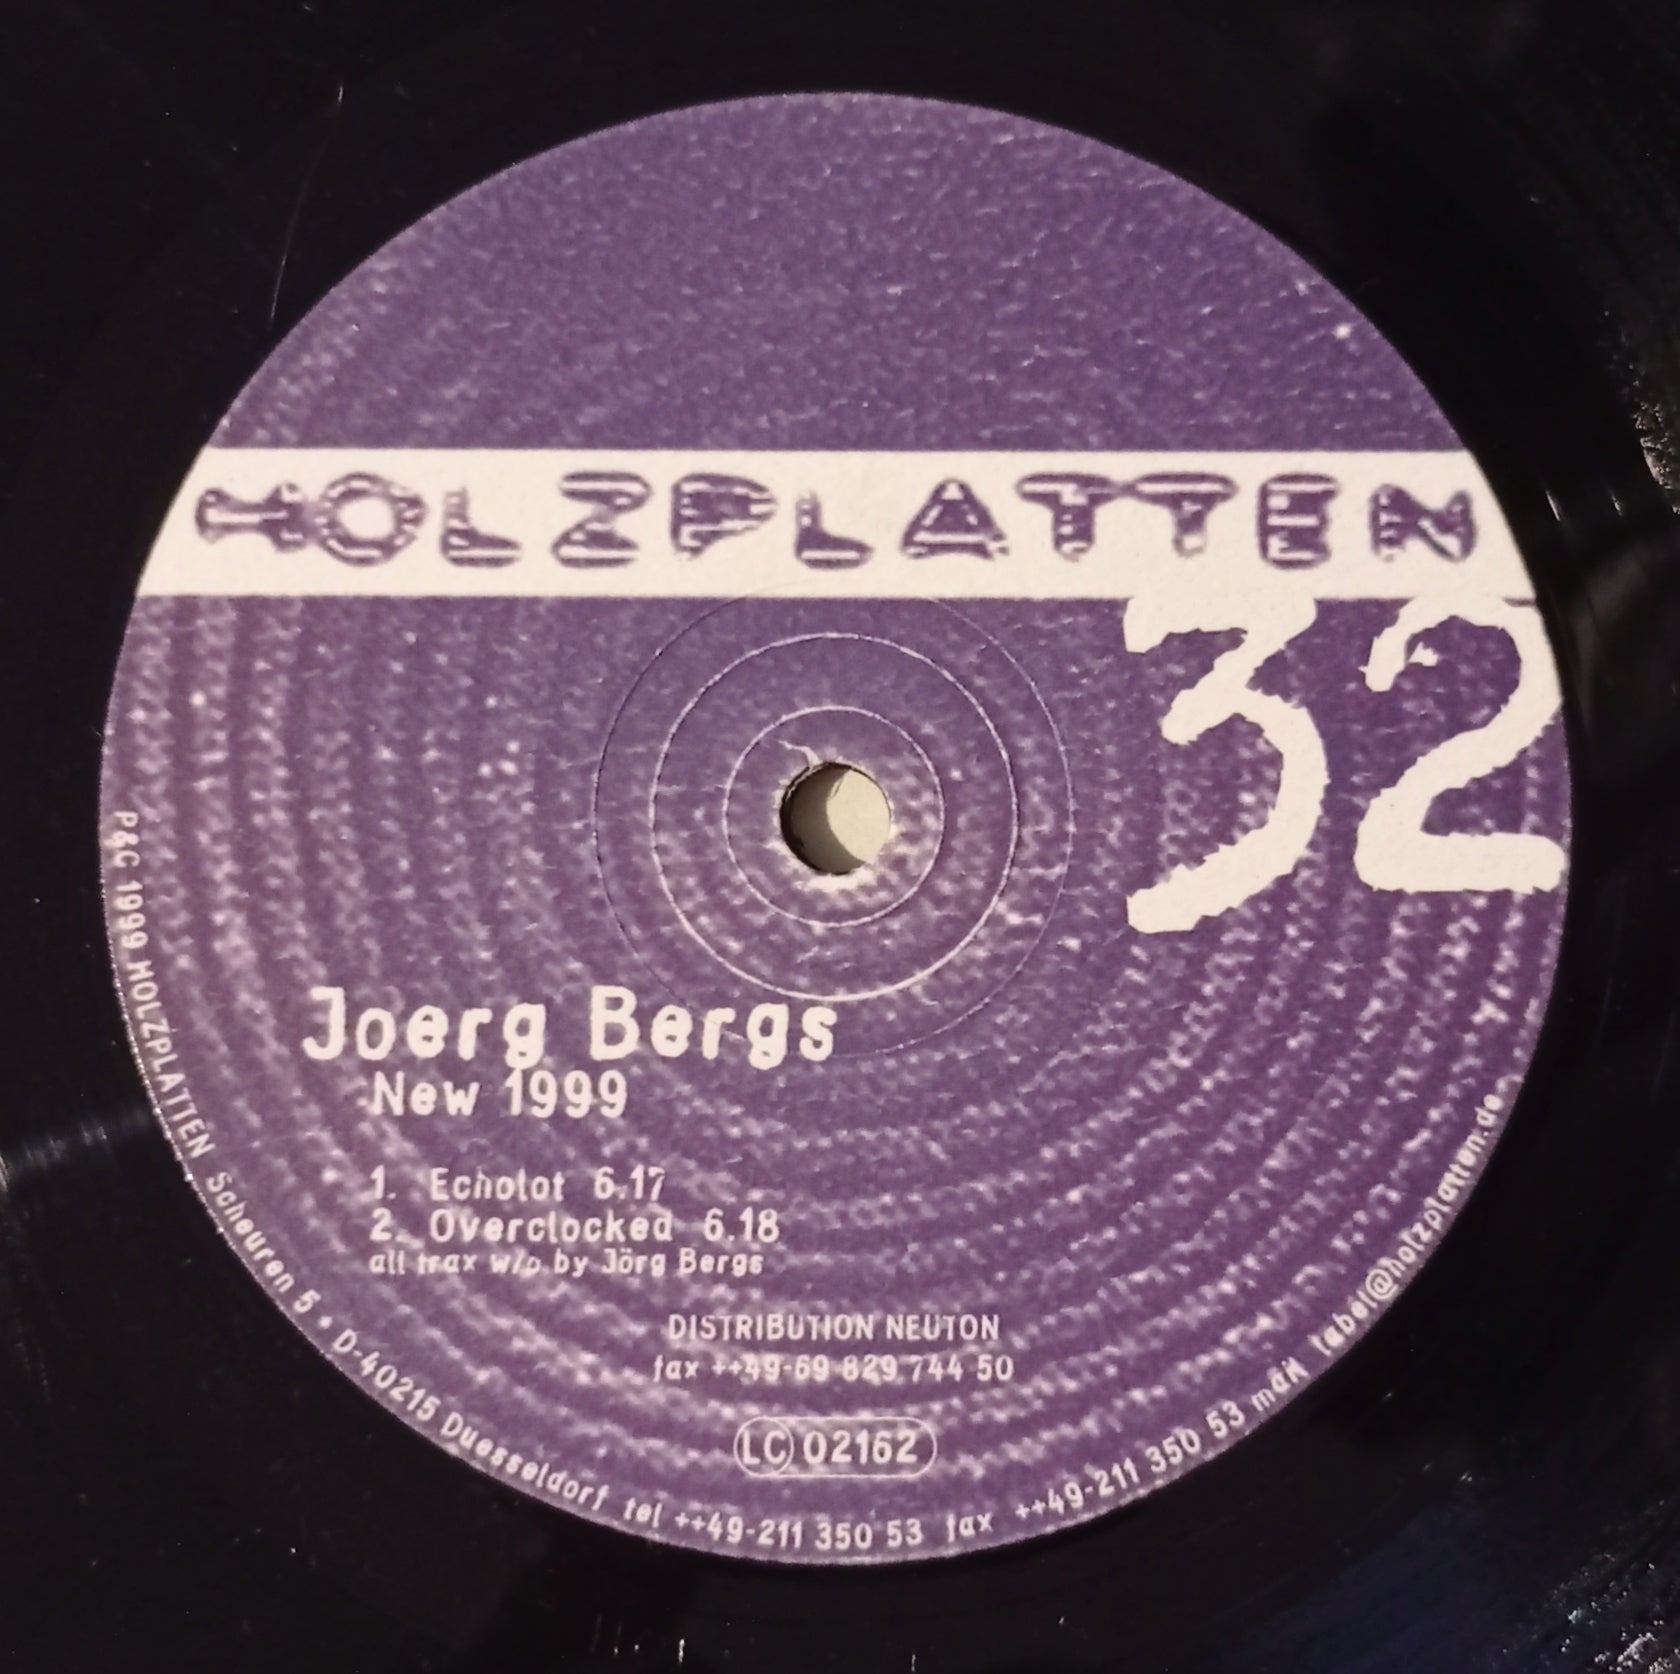 HOLZPLATTEN
32
Joerg Bergs
New 1999
1. Echolot 6.17
2. Overclocked 6.18
all trax w/p by Jörg Bergs
DISTRIBUTION NEUTON
fax ++49-69 829 744 50
LC 02162
P&C 1999 HOLZPLATTEN Scheuren 5 • D-40215 Duesseldorf tel ++49-211 350 53 fax ++49-211 350 53 mail label@holzplatten.de